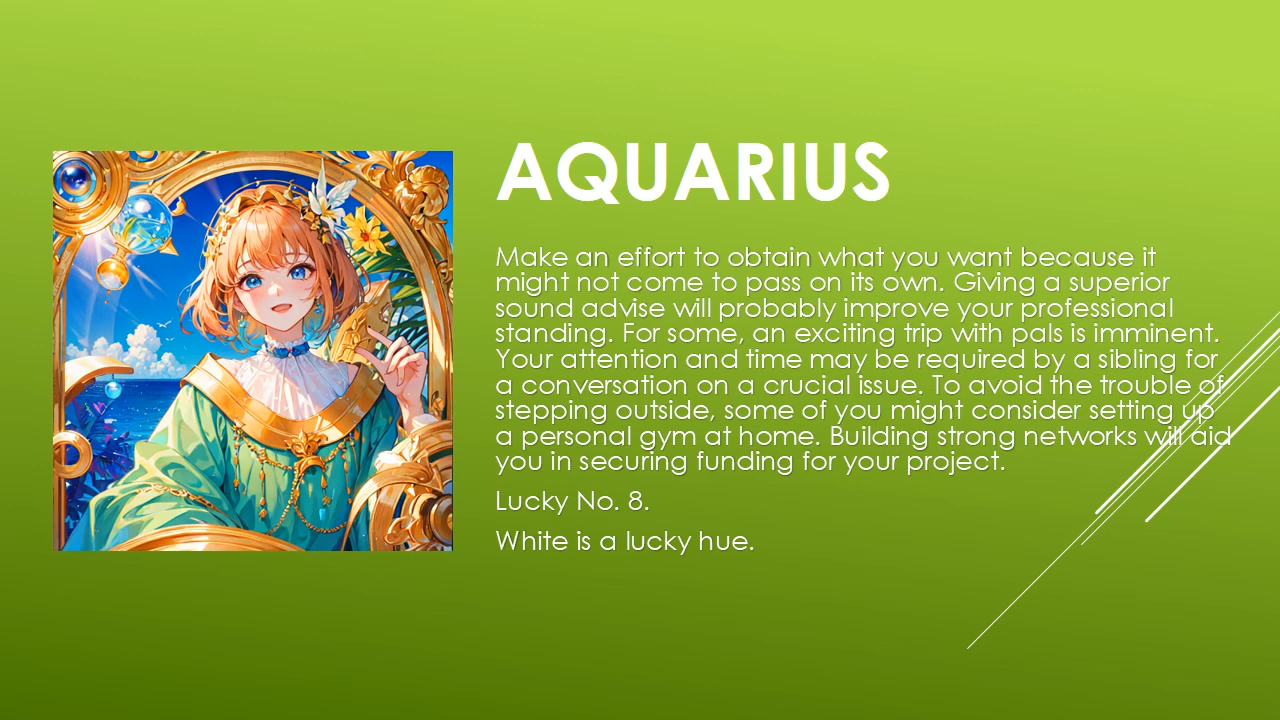 AQUARIUS
Make an effort to obtain what you want because it
might not come to pass on its own. Giving a superior
sound advise will probably improve your professional
standing. For some, an exciting trip with pals is imminent.
Your attention and time may be required by a sibling for
a conversation on a crucial issue. To avoid the trouble of
stepping outside, some of you might consider setting up
a personal gym at home. Building strong networks will aid
you in securing funding for your project.
Lucky No. 8.
White is a lucky hue.